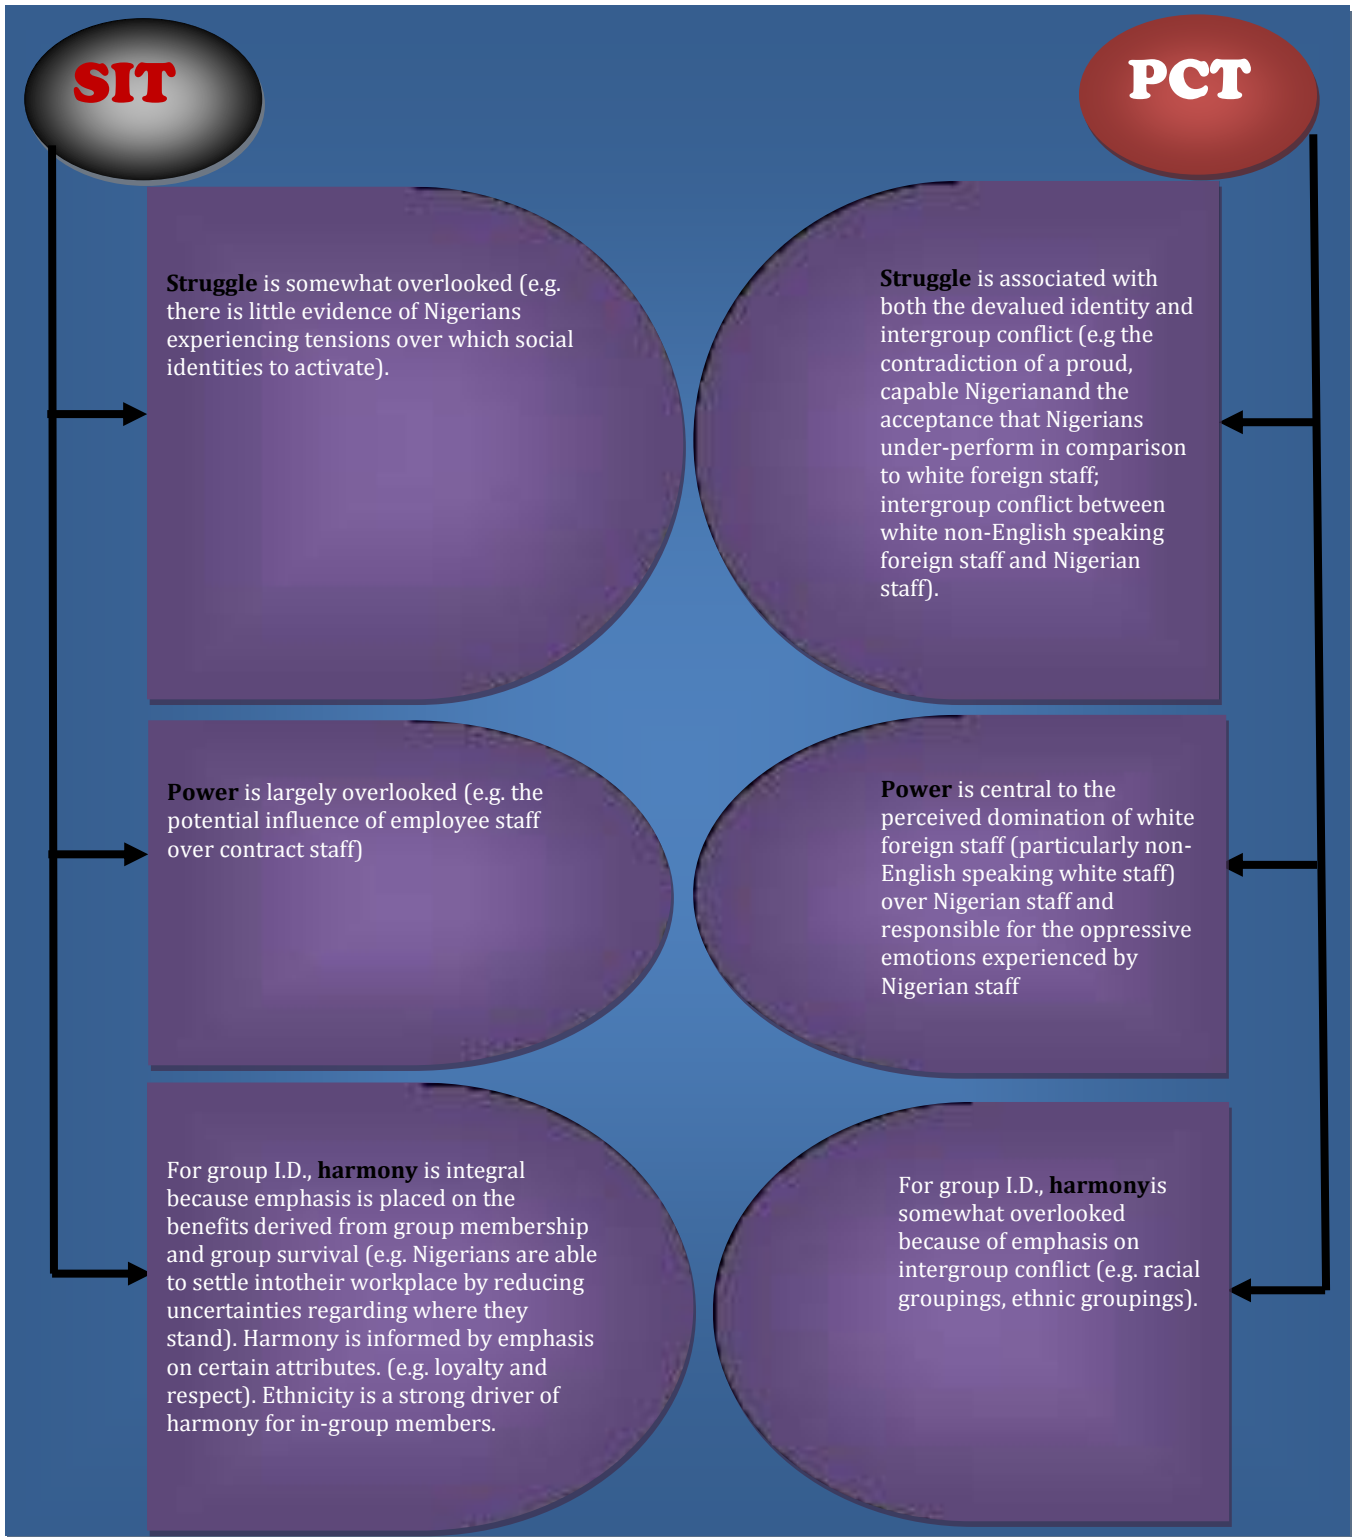 SIT
PCT
Struggle is somewhat overlooked (e.g.
there is little evidence of Nigerians
experiencing tensions over which social
identities to activate).
Struggle is associated with
both the devalued identity and
intergroup conflict (e.g the
contradiction of a proud,
capable Nigerianand the
acceptance that Nigerians
under-perform in comparison
to white foreign staff;
intergroup conflict between
white non-English speaking
foreign staff and Nigerian
staff).
Power is largely overlooked (e.g. the
potential influence of employee staff
over contract staff)
Power is central to the
perceived domination of white
foreign staff (particularly non-
English speaking white staff)
over Nigerian staff and
responsible for the oppressive
emotions experienced by
Nigerian staff
For group I.D., harmony is integral
because emphasis is placed on the
benefits derived from group membership
and group survival (e.g. Nigerians are able
to settle intotheir workplace by reducing
uncertainties regarding where they
stand). Harmony is informed by emphasis
on certain attributes. (e.g. loyalty and
respect). Ethnicity is a strong driver of
harmony for in-group members.
For group I.D., harmonyis
somewhat overlooked
because of emphasis on
intergroup conflict (e.g. racial
groupings, ethnic groupings).